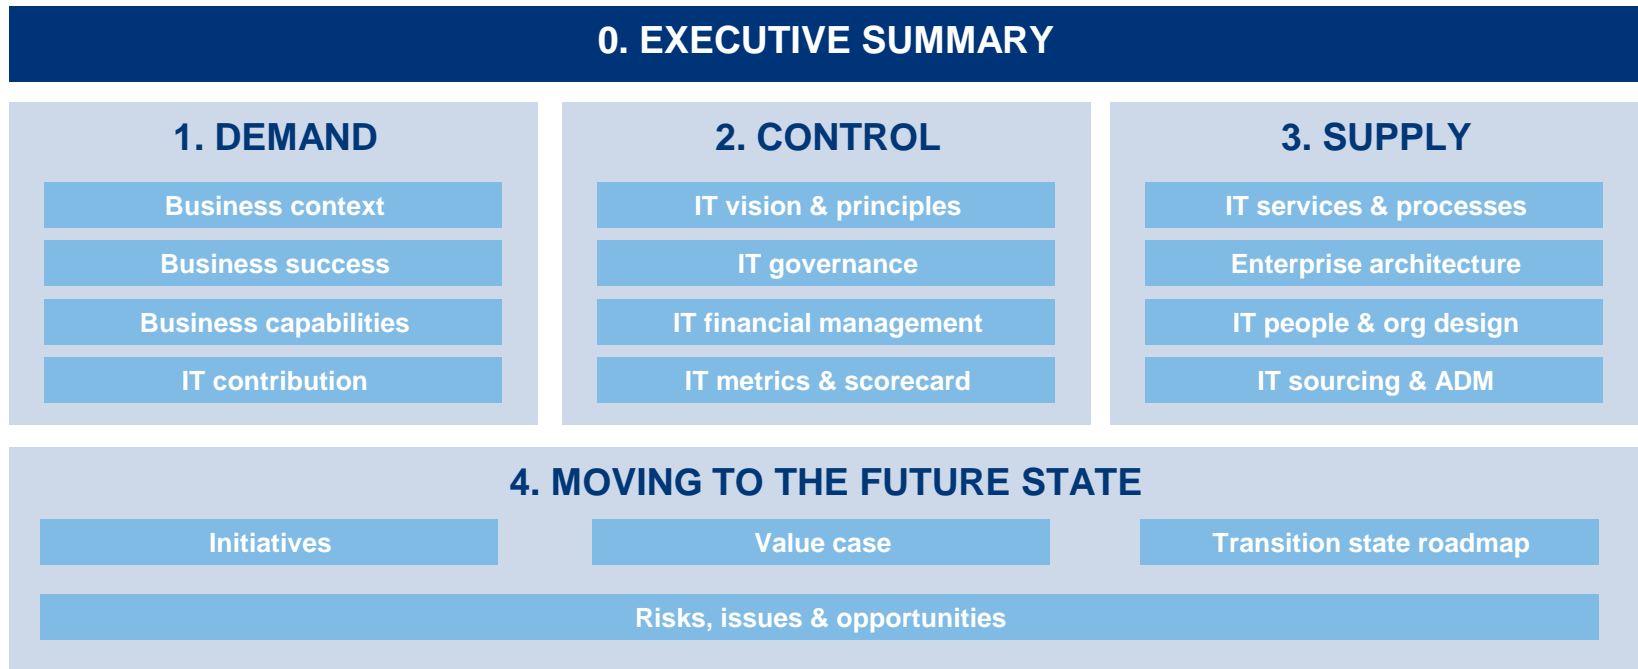 0. EXECUTIVE SUMMARY
1. DEMAND
Business context
Business success
Business capabilities
IT contribution
2. CONTROL
IT vision & principles
IT governance
IT financial management
IT metrics & scorecard
3. SUPPLY
IT services & processes
Enterprise architecture
IT people & org design
IT sourcing & ADM
4. MOVING TO THE FUTURE STATE
Initiatives
Value case
Transition state roadmap
Risks, issues & opportunities